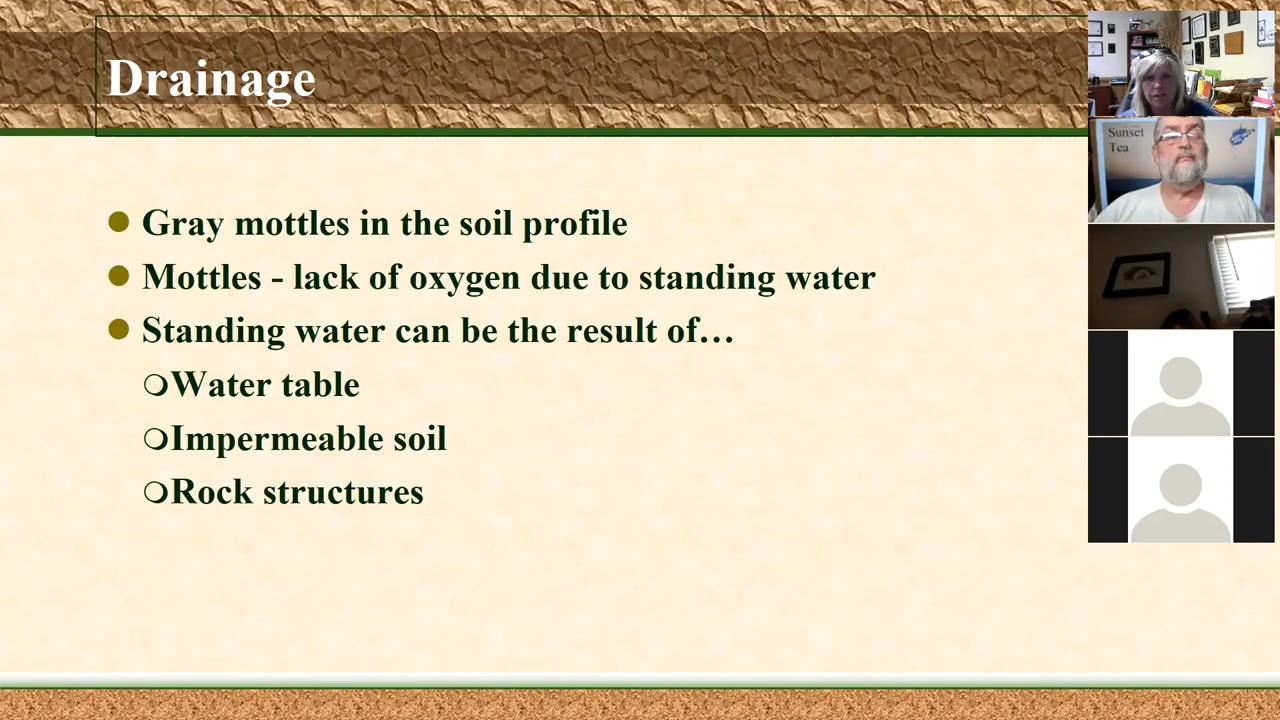 Drainage
Gray mottles in the soil profile
Mottles - lack of oxygen due to standing water
Standing water can be the result of…
Water table
Impermeable soil
Rock structures
Sunset
Tea